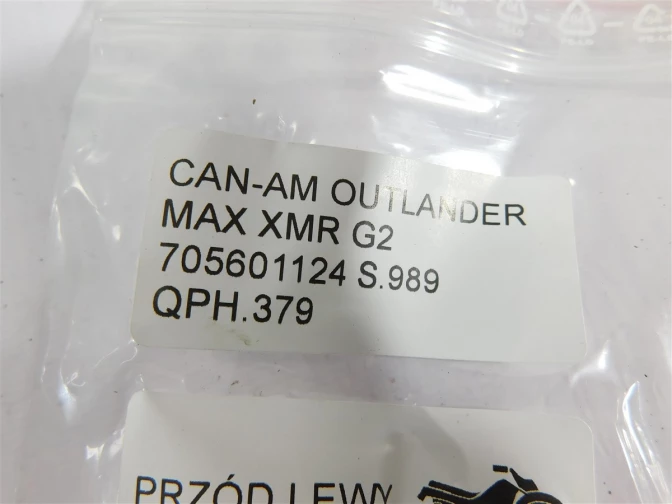 CAN-AM OUTLANDER
MAX XMR G2
705601124 S.989
QPH.379
PRZÓD LEWY